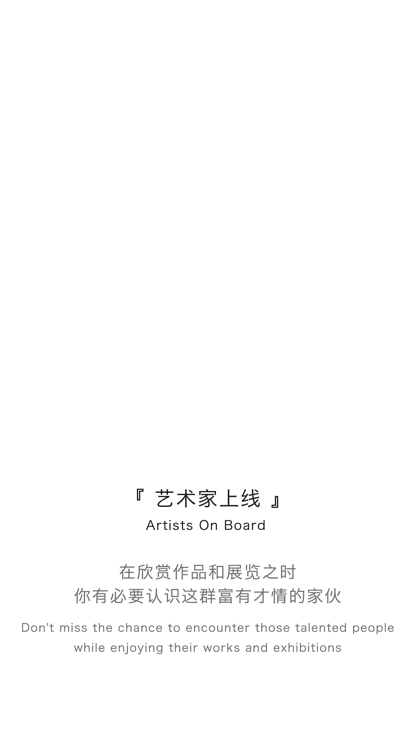 『 艺术家上线 』
Artists On Board
在欣赏作品和展览之时
你有必要认识这群富有才情的家伙
Don't miss the chance to encounter those talented people
while enjoying their works and exhibitions